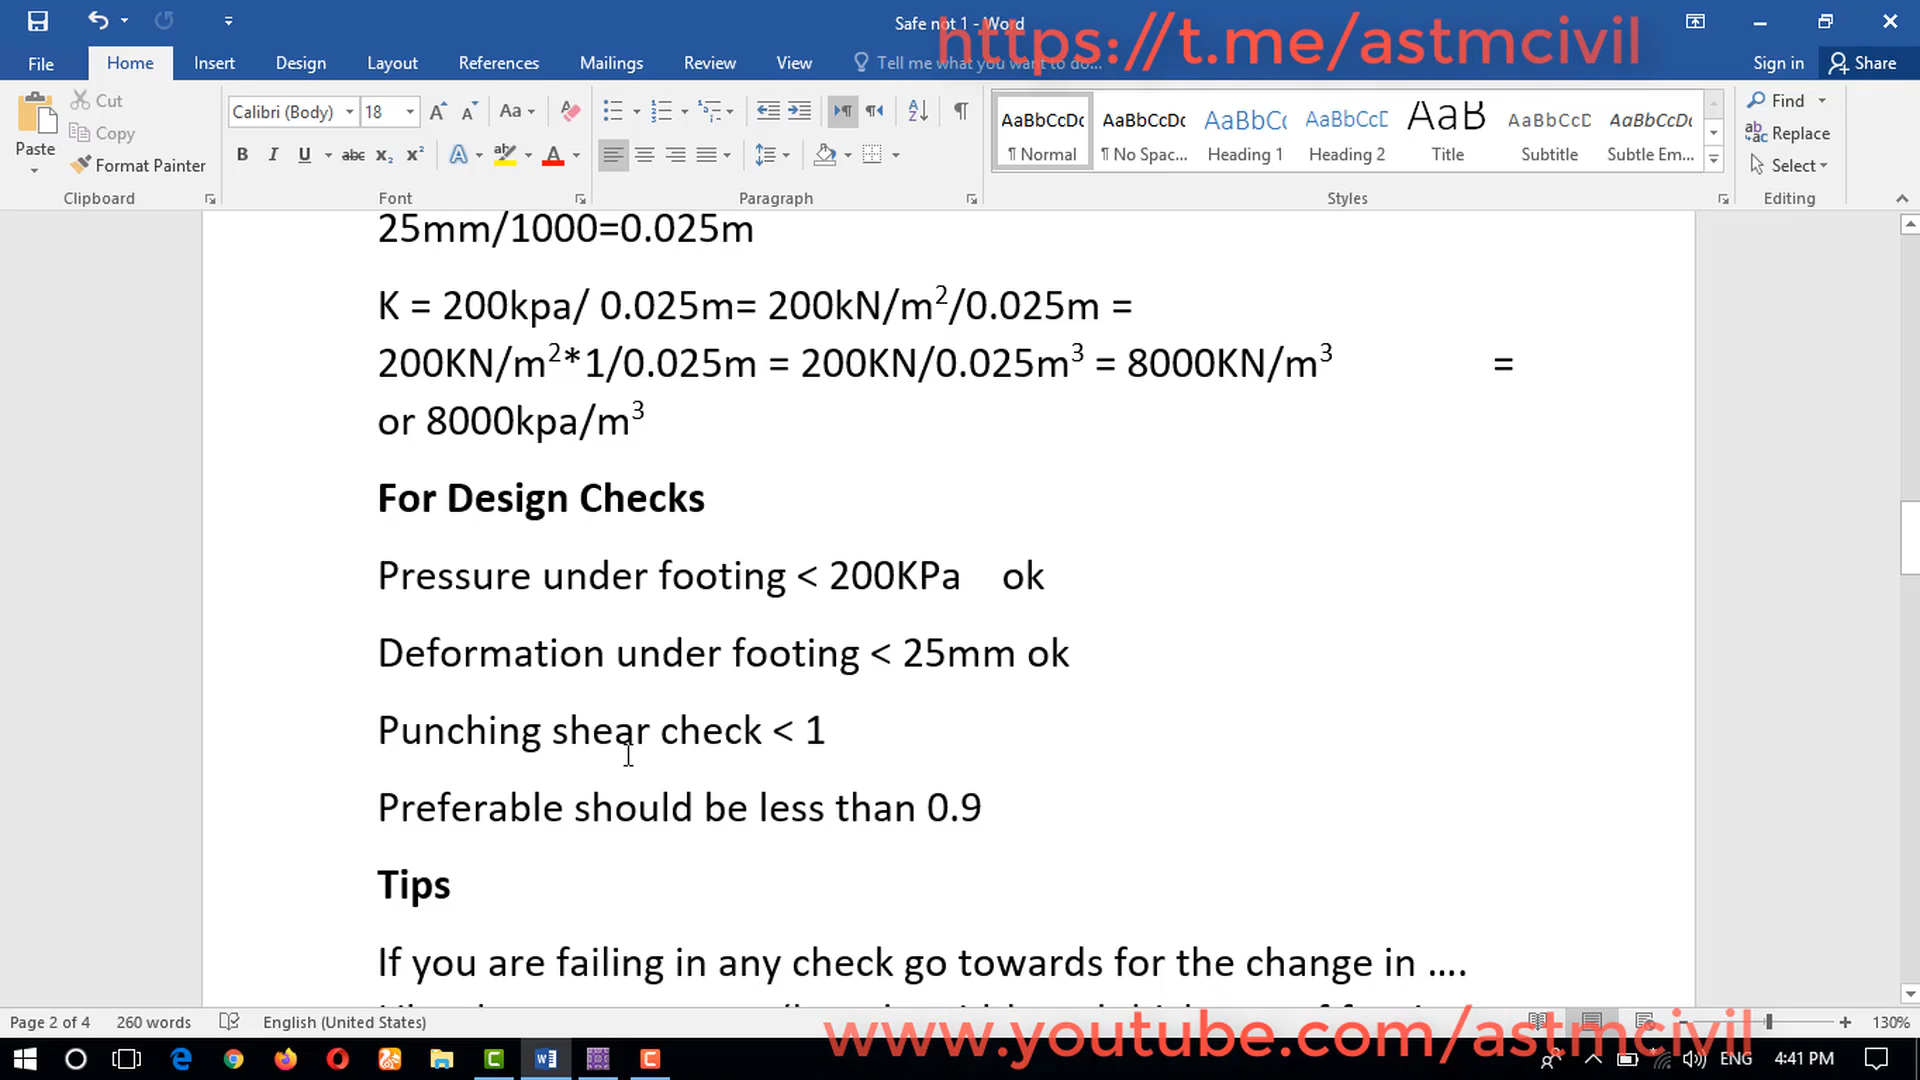 Safe not 1 - Word
https://t.me/astmcivil
File
Home
Insert
Design
Layout
References
Mailings
Review
View
Tell me what you want to do...
Sign in
Share
Paste
Cut
Copy
Format Painter
Clipboard
Calibri (Body)
18
Font
Paragraph
AaBbCcDc
¶ Normal
AaBbCcDc
¶ No Spac...
AaBbCc
Heading 1
AaBbCcD
Heading 2
AaB
Title
AaBbCcD
Subtitle
AaBbCcDc
Subtle Em...
Styles
Find
Replace
Select
Editing
25mm/1000=0.025m
K = 200kpa/ 0.025m= 200kN/m²/0.025m =
200KN/m²*1/0.025m = 200KN/0.025m³ = 8000KN/m³ =
or 8000kpa/m³
For Design Checks
Pressure under footing < 200KPa ok
Deformation under footing < 25mm ok
Punching shear check < 1
Preferable should be less than 0.9
Tips
If you are failing in any check go towards for the change in ....
Page 2 of 4
260 words
English (United States)
130%
www.youtube.com/astmcivil
ENG
4:41 PM